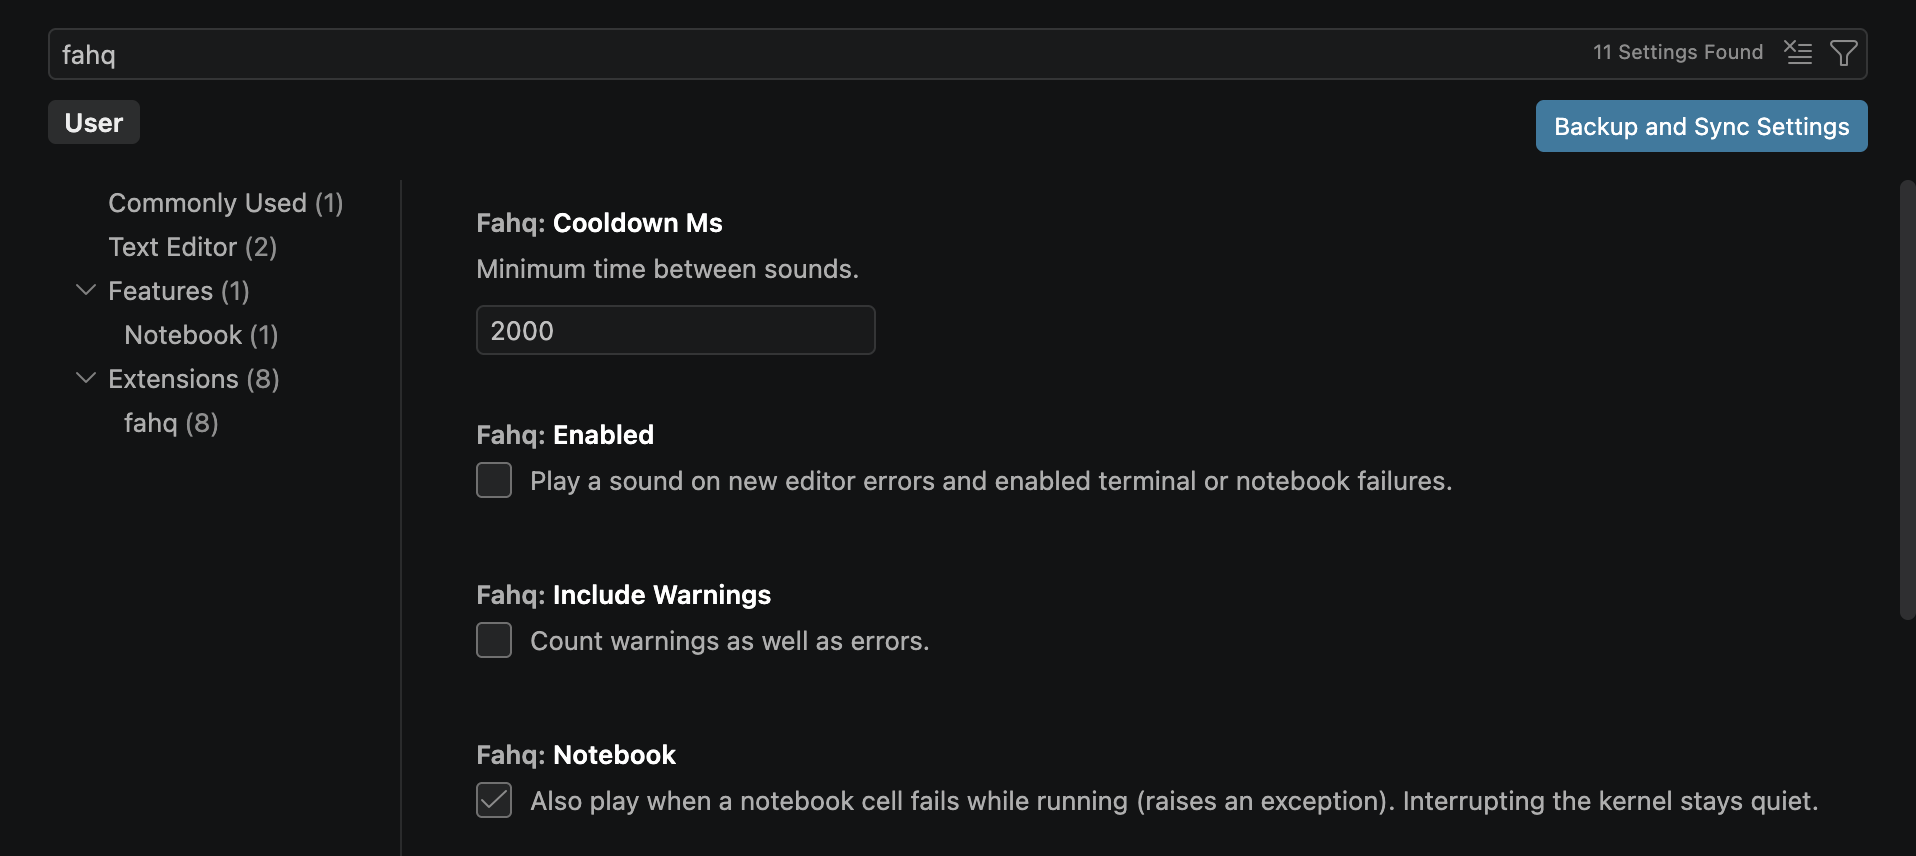 fahq
11 Settings Found
User
Backup and Sync Settings
Commonly Used (1)
Text Editor (2)
Features (1)
Notebook (1)
Extensions (8)
fahq (8)
Fahq: Cooldown Ms
Minimum time between sounds.
2000
Fahq: Enabled
Play a sound on new editor errors and enabled terminal or notebook failures.
Fahq: Include Warnings
Count warnings as well as errors.
Fahq: Notebook
Also play when a notebook cell fails while running (raises an exception). Interrupting the kernel stays quiet.